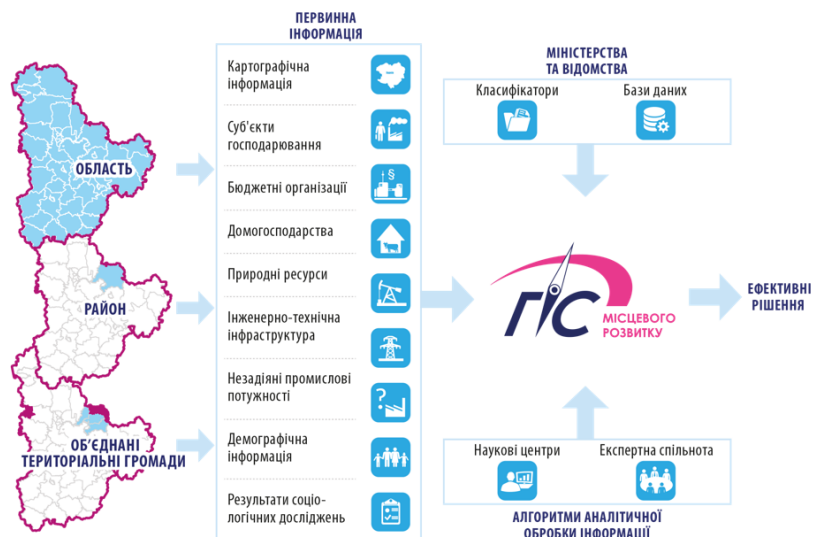 ПЕРВИННА
ІНФОРМАЦІЯ
ОБЛАСТЬ
РАЙОН
ОБ'ЄДНАНІ
ТЕРИТОРІАЛЬНІ ГРОМАДИ
Картографічна
інформація
Суб'єкти
господарювання
Бюджетні організації
§
Домогосподарства
Природні ресурси
Інженерно-технічна
інфраструктура
Незадіяні промислові
потужності
?
Демографічна
інформація
Результати соціо-
логічних досліджень
МІНІСТЕРСТВА
ТА ВІДОМСТВА
Класифікатори
Бази даних
ГІС
МІСЦЕВОГО
РОЗВИТКУ
ЕФЕКТИВНІ
РІШЕННЯ
Наукові центри
Експертна спільнота
АЛГОРИТМИ АНАЛІТИЧНОЇ
ОБРОБКИ ІНФОРМАЦІЇ